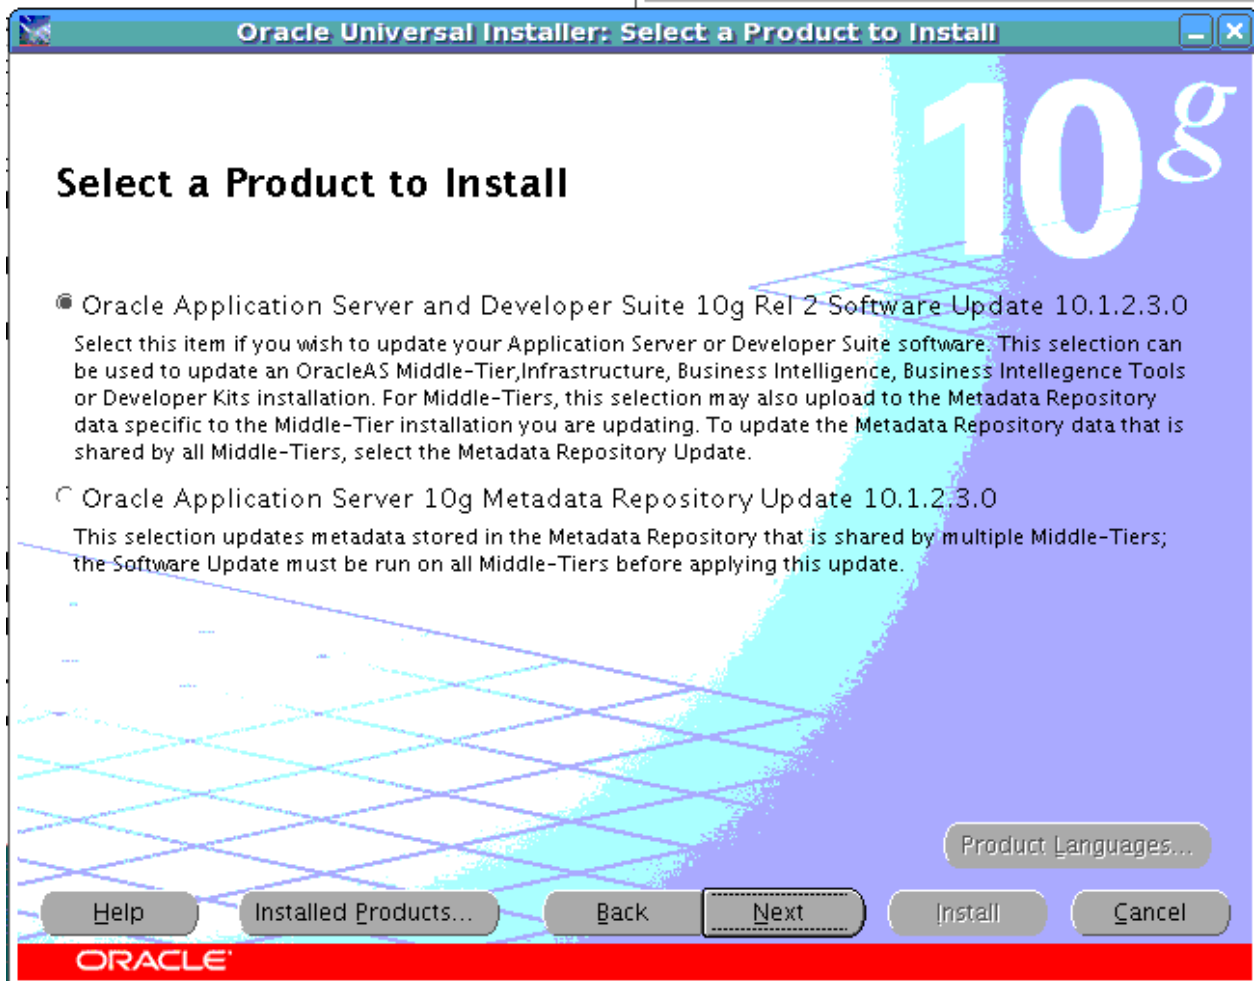 Oracle Universal Installer: Select a Product to Install
10g
Select a Product to Install
Oracle Application Server and Developer Suite 10g Rel 2 Software Update 10.1.2.3.0
Select this item if you wish to update your Application Server or Developer Suite software. This selection can
be used to update an OracleAS Middle-Tier,Infrastructure, Business Intelligence, Business Intellegence Tools
or Developer Kits installation. For Middle-Tiers, this selection may also upload to the Metadata Repository
data specific to the Middle-Tier installation you are updating. To update the Metadata Repository data that is
shared by all Middle-Tiers, select the Metadata Repository Update.
Oracle Application Server 10g Metadata Repository Update 10.1.2.3.0
This selection updates metadata stored in the Metadata Repository that is shared by multiple Middle-Tiers;
the Software Update must be run on all Middle-Tiers before applying this update.
Product Languages...
Help Installed Products... Back Next Install Cancel
ORACLE